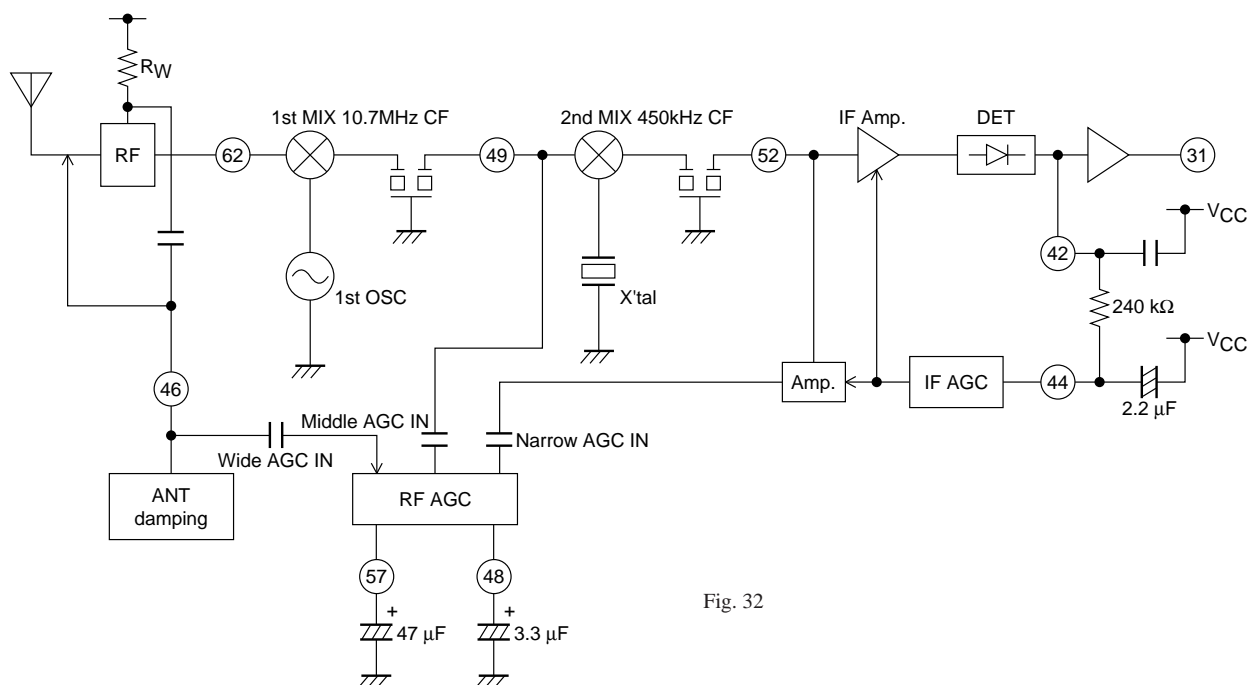 RW
RF
62
1st MIX 10.7MHz CF
49
2nd MIX 450kHz CF
52
IF Amp.
DET
31
VCC
42
1st OSC
X'tal
240 kΩ
VCC
46
Amp.
IF AGC
44
2.2 µF
Middle AGC IN
Narrow AGC IN
Wide AGC IN
ANT
damping
RF AGC
57
48
47 µF
3.3 µF
+
+
Fig. 32